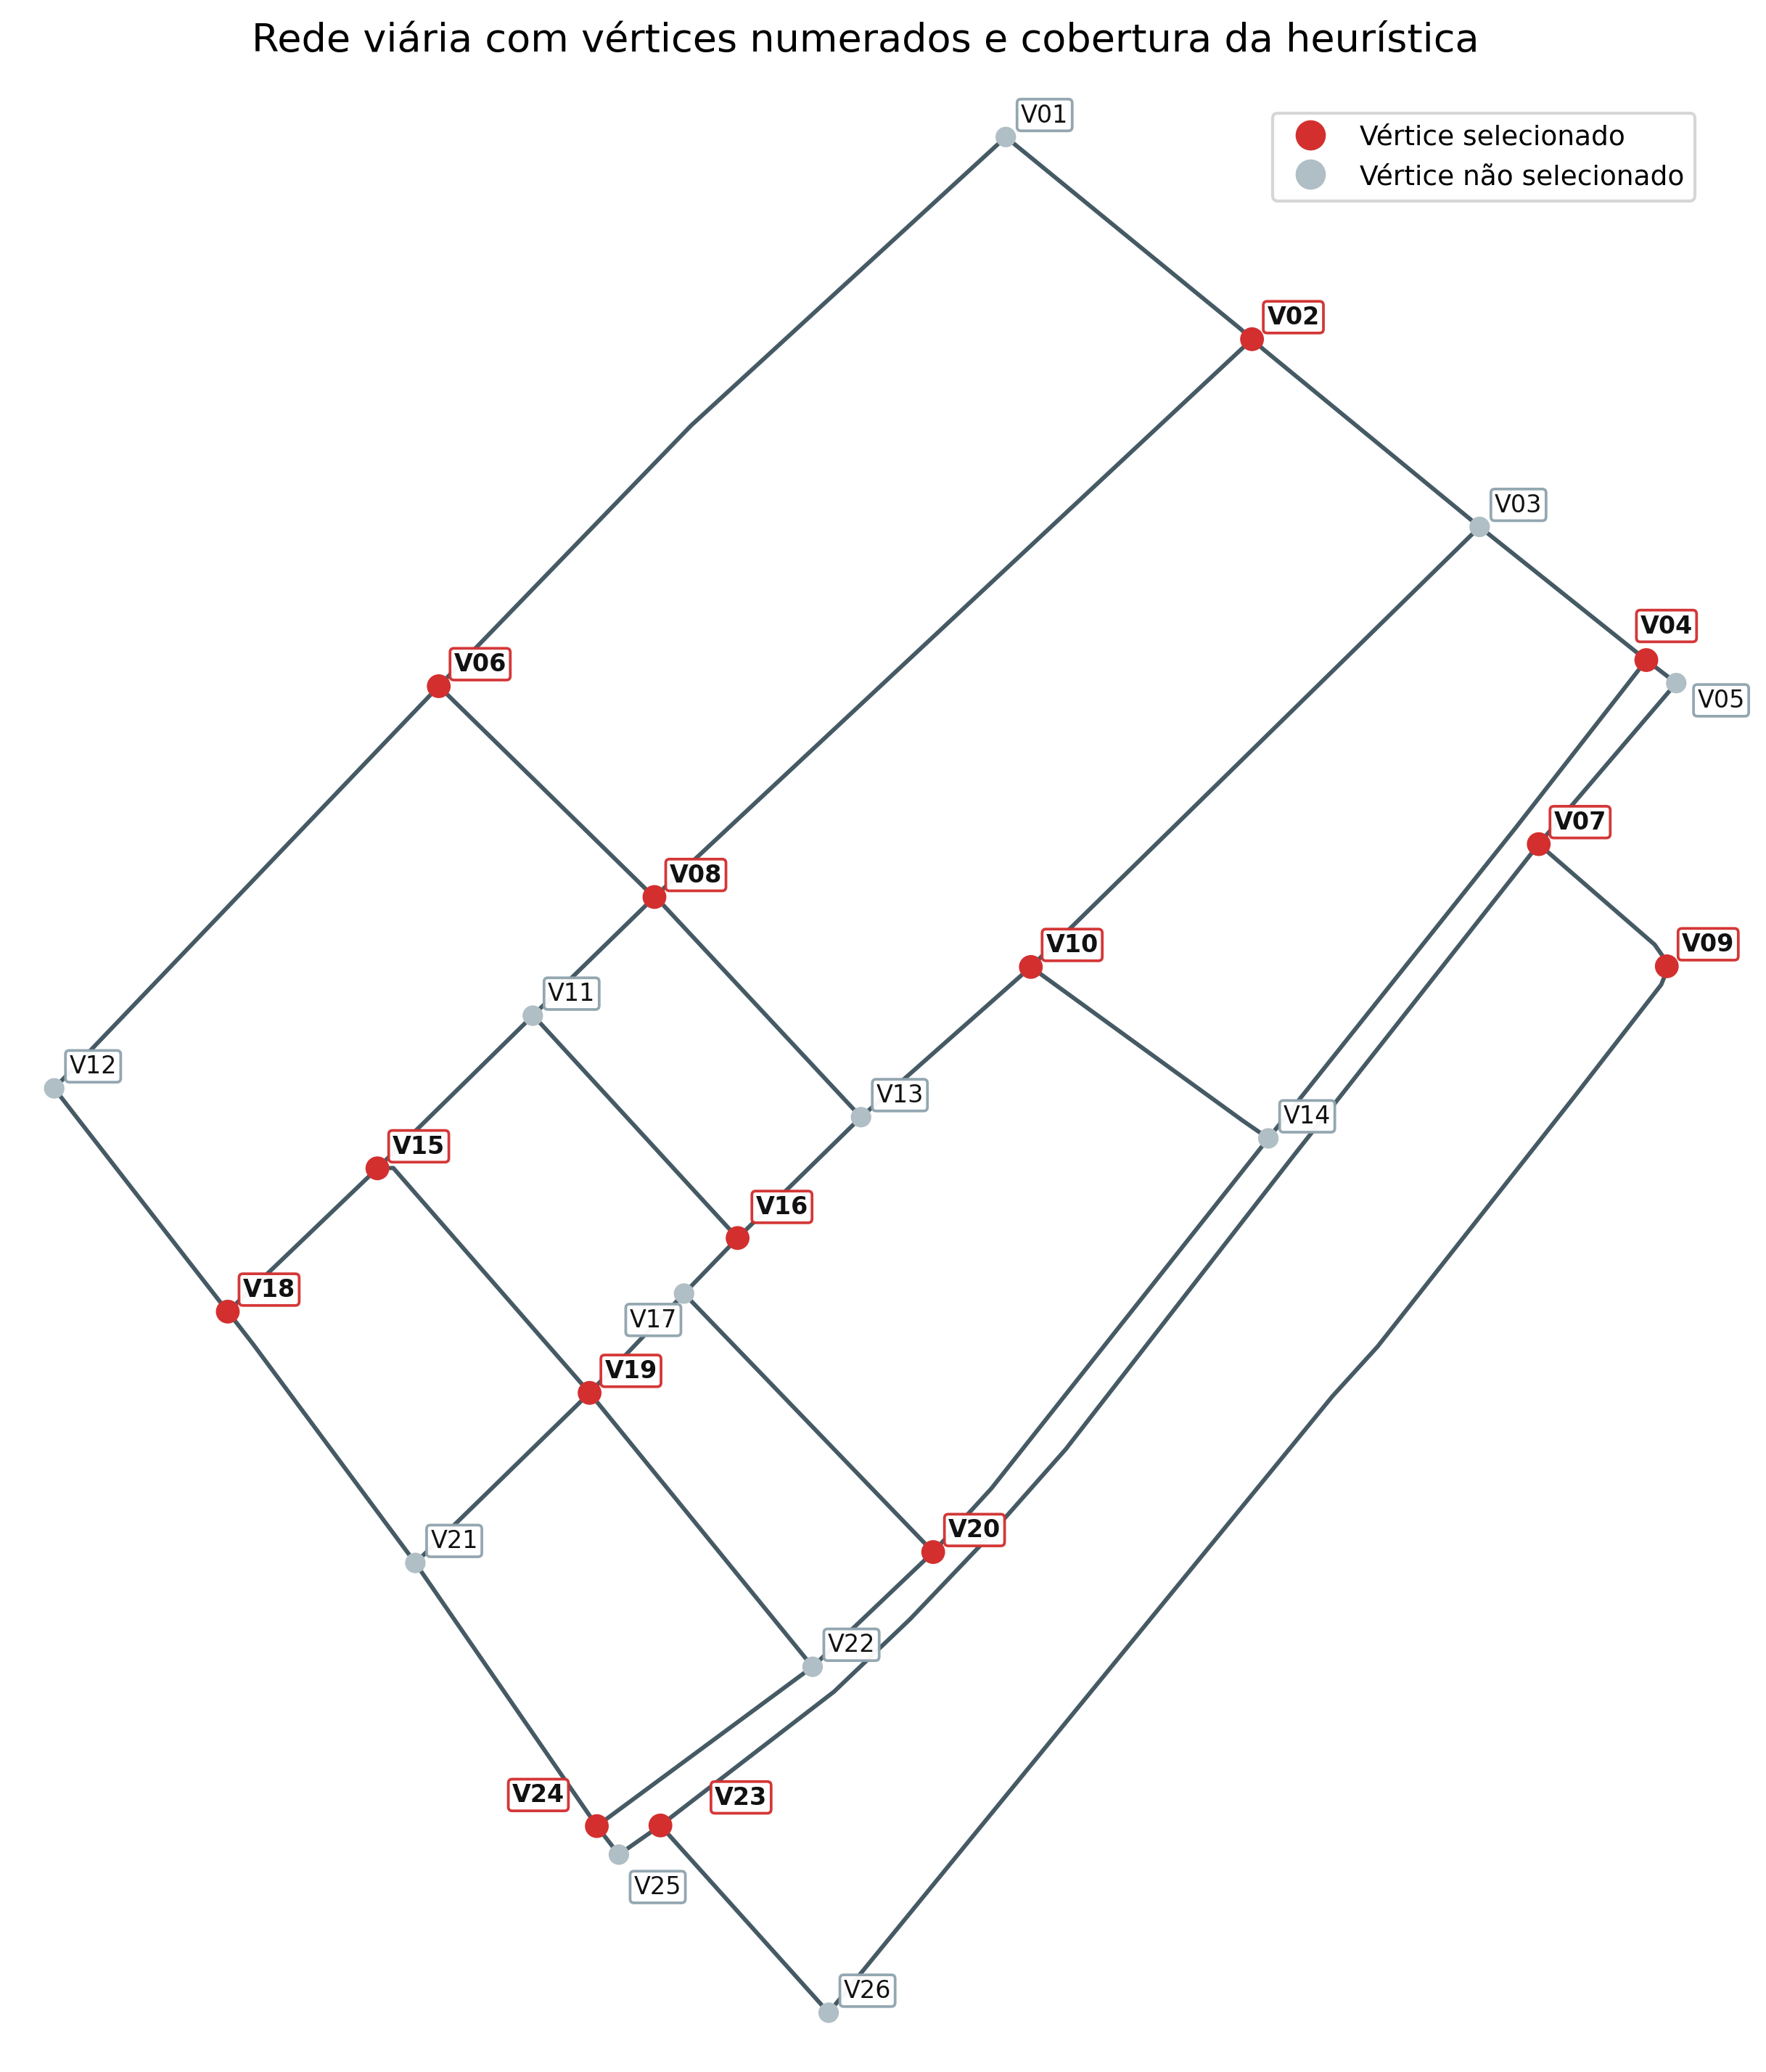 Rede viária com vértices numerados e cobertura da heurística
V01
Vértice selecionado
Vértice não selecionado
V02
V03
V04
V06
V05
V07
V08
V09
V10
V11
V12
V13
V14
V15
V16
V18
V17
V19
V20
V21
V22
V24
V23
V25
V26